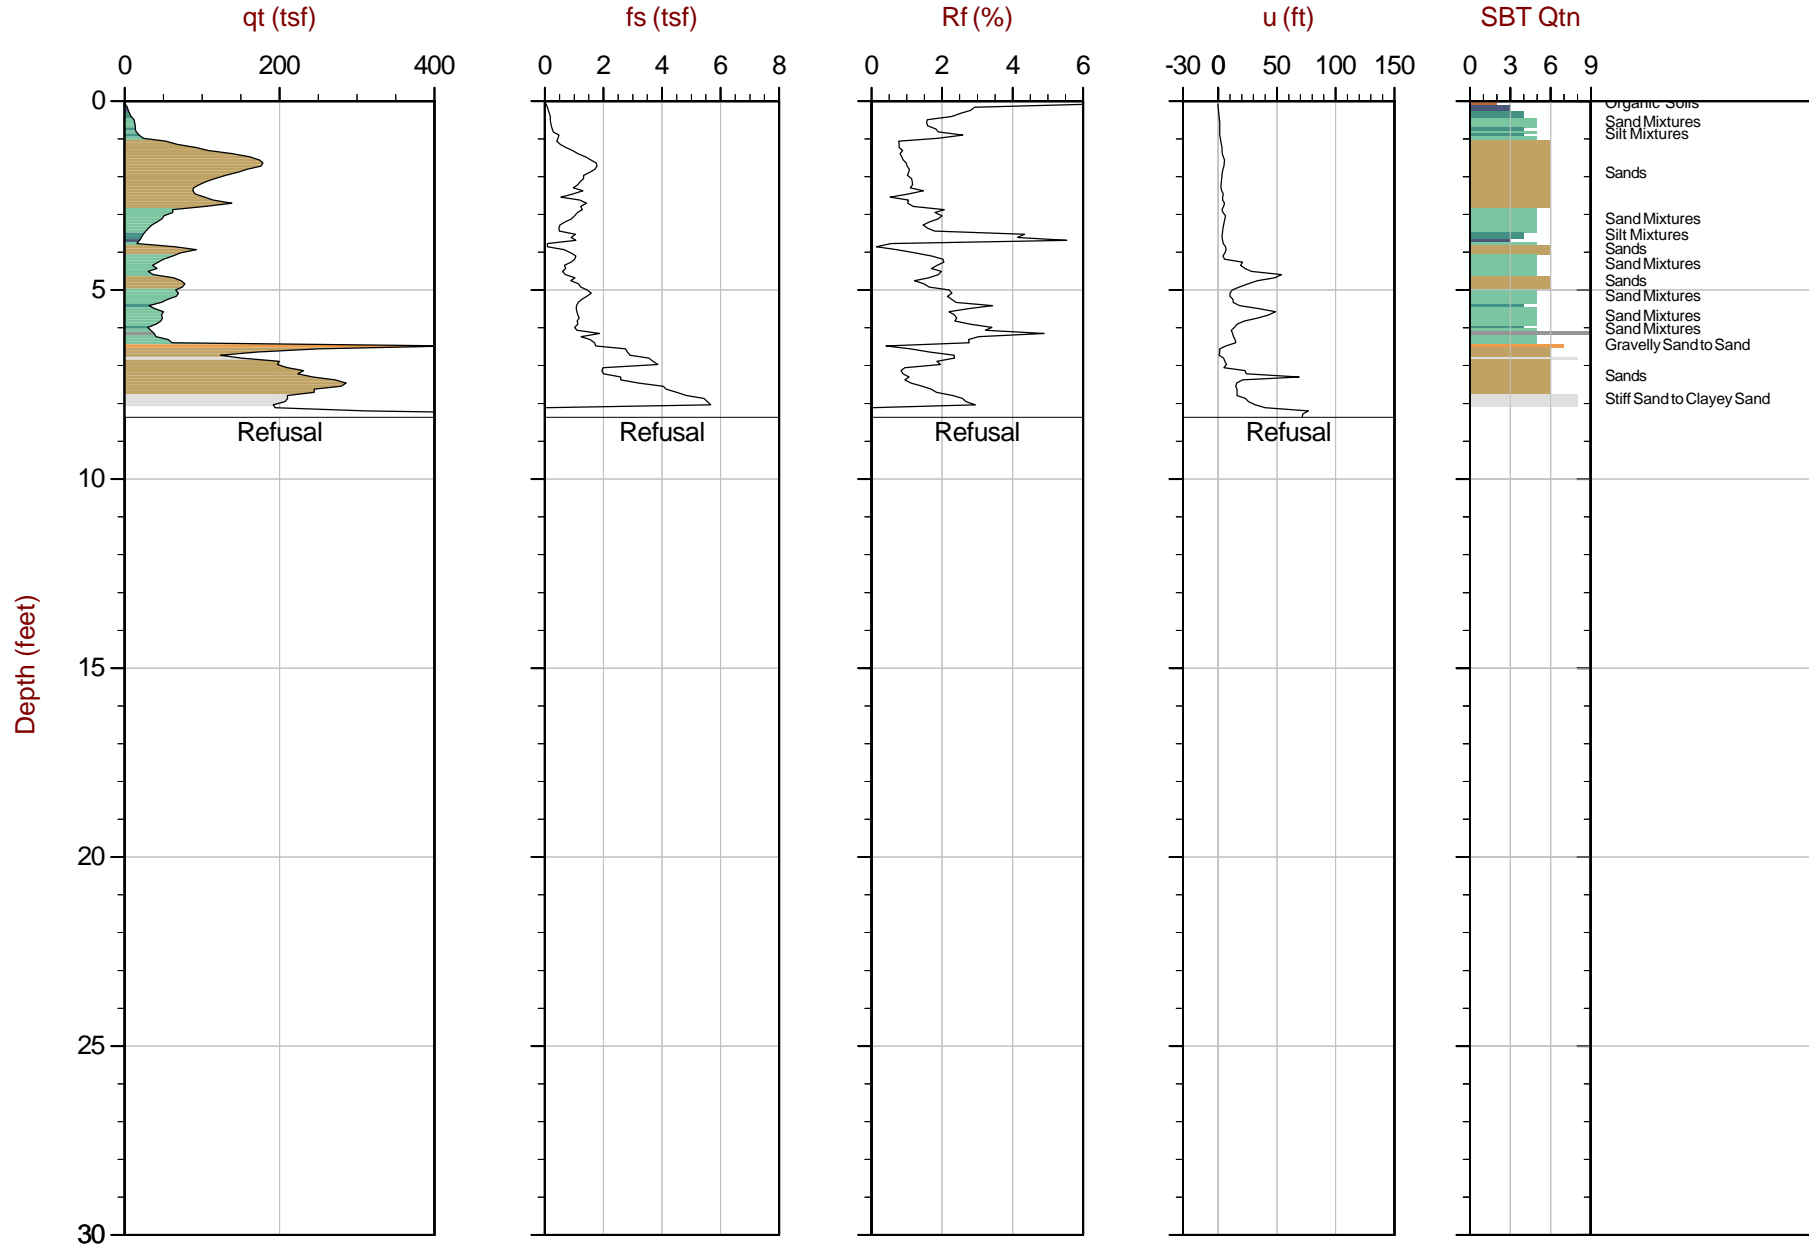 qt (tsf) fs (tsf) Rf (%) u (ft) SBT Qtn
0 200 400 0 2 4 6 8 0 2 4 6 -30 0 50 100 150 0 3 6 9
0
Organic Soils
Sand Mixtures
Silt Mixtures
Sands
Sand Mixtures
Silt Mixtures
Sands
Sand Mixtures
Sands
5
Sand Mixtures
Sand Mixtures
Sand Mixtures
Gravelly Sand to Sand
Sands
Stiff Sand to Clayey Sand
Refusal Refusal Refusal Refusal
10
15
Depth (feet)
20
25
30